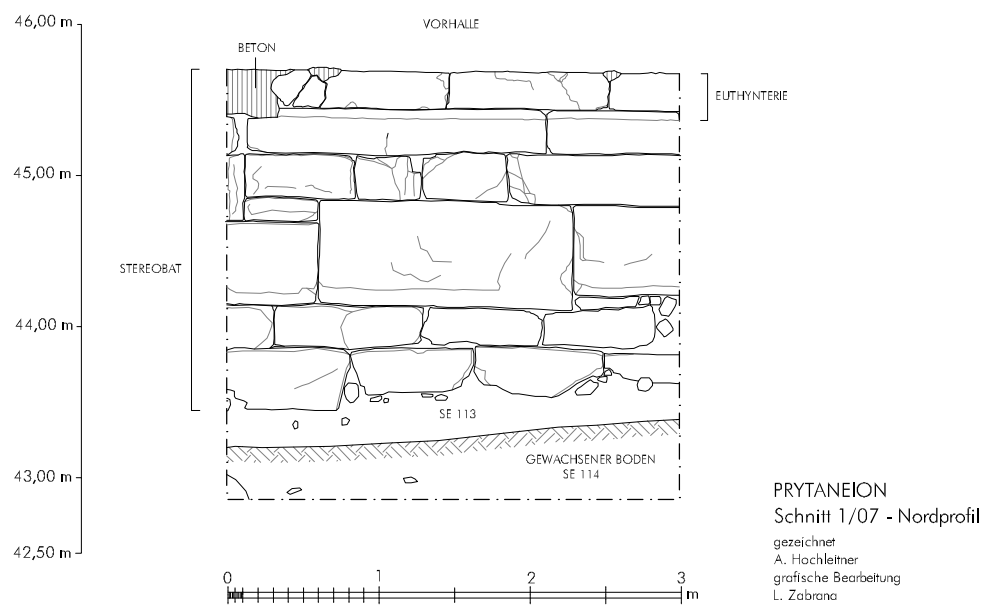 46,00 m
VORHALLE
BETON
EUTHYNTERIE
45,00 m
STEREOBAT
44,00 m
SE 113
GEWACHSENER BODEN
SE 114
43,00 m
PRYTANEION
Schnitt 1/07 - Nordprofil
gezeichnet
A. Hochleitner
grafische Bearbeitung
L. Zabrana
42,50 m
0 1 2 3
m